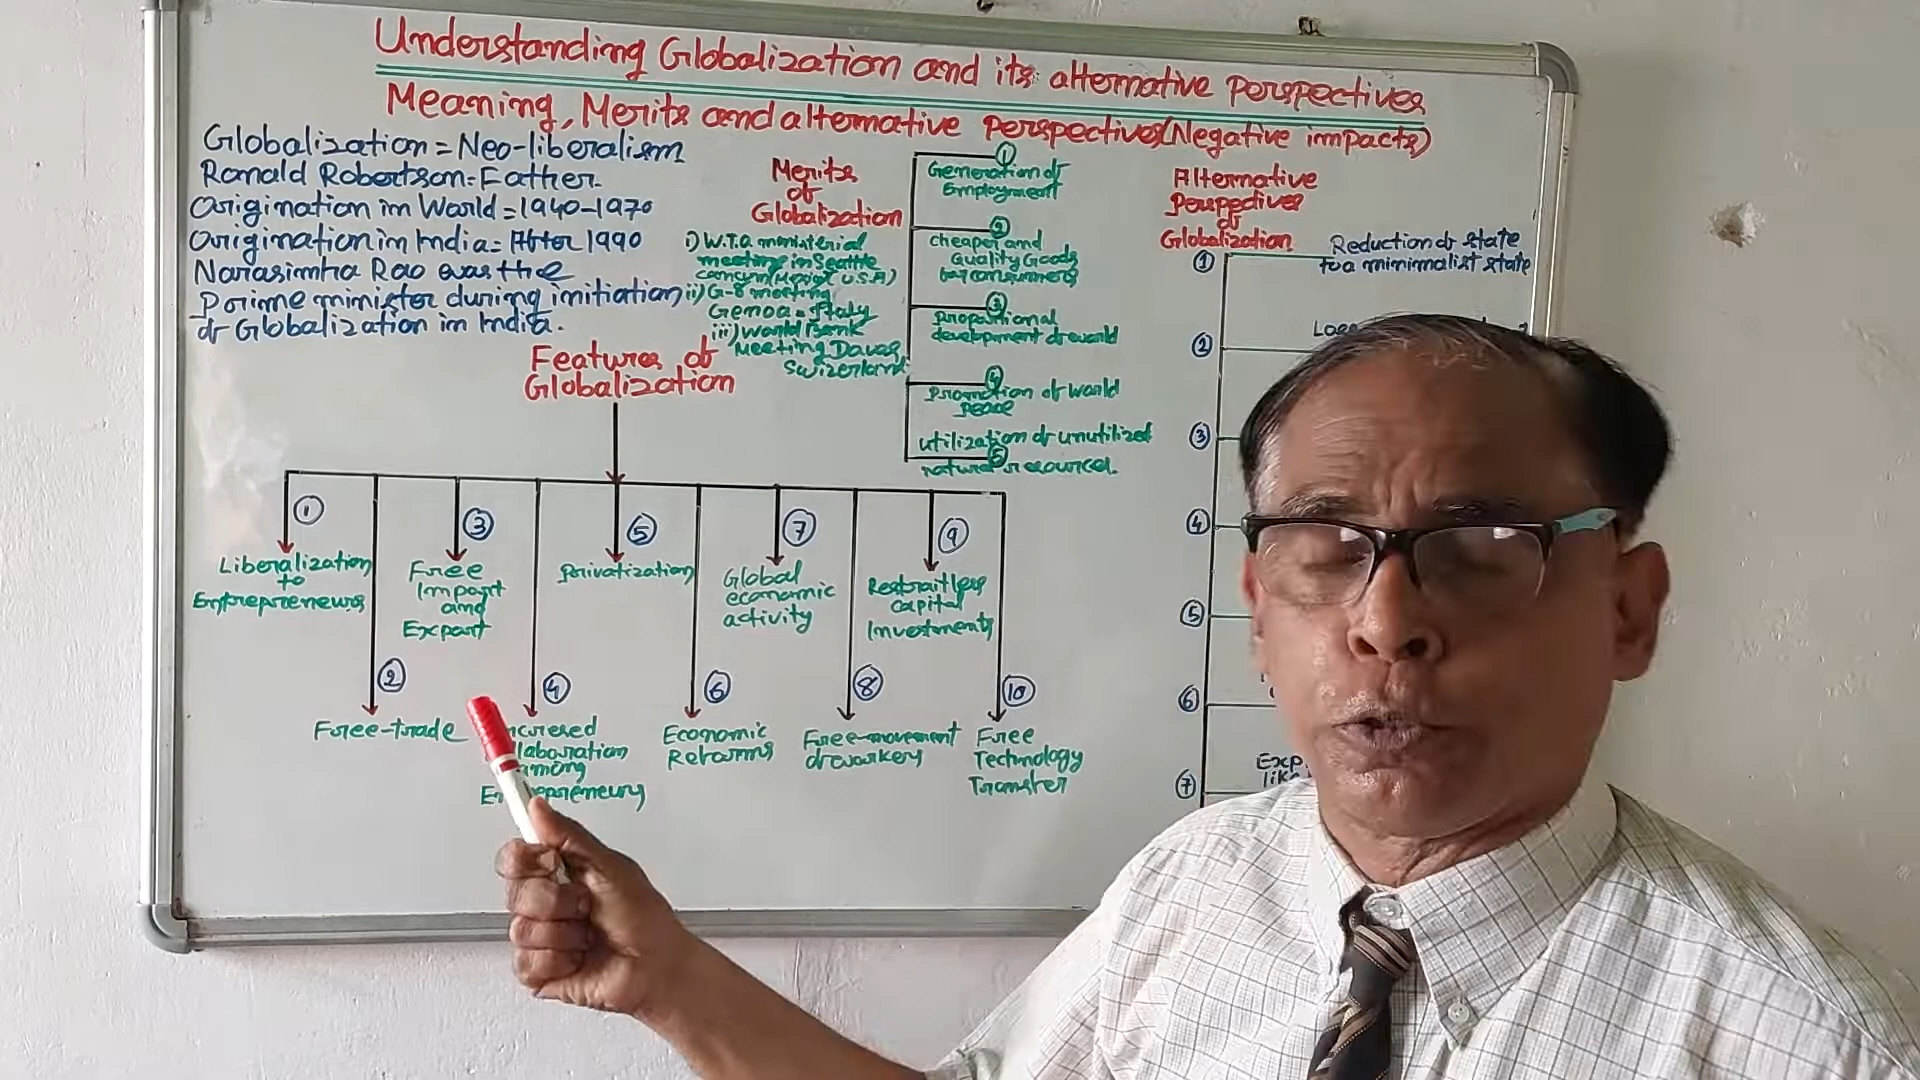 Understanding Globalization and its alternative perspectives
Meaning, Merits and alternative perspectives(Negative impacts)
Globalization = Neo-liberalism
Ronald Robertson = Father.
Origination in World = 1940-1970
Origination in India = After 1990
Narasimha Rao was the
Prime minister during initiation
of Globalization in India.
Merits
of
Globalization
i) W.T.O ministerial
meeting in Seattle
(U.S.A)
ii) G-8 meeting
Genoa = Italy
iii) World Bank
Meeting Davos
Swizerland
1
Generation of
Employment
2
cheaper and
Quality Goods
for consumers
3
development of world
4
Promotion of world
peace
utilization of unutilized
5
Alternative
Perspectives
of
Globalization
1
Reduction of state
to a minimalist state
2
3
4
5
6
7
Features of
Globalization
1
Liberalization
to
Entrepreneurs
2
Free-trade
3
Free
Import
and
Export
4
among
5
Privatization
6
Economic
Reforms
7
Global
economic
activity
8
Free-movement
of workers
9
capital
Investments
10
Free
Technology
Transfer